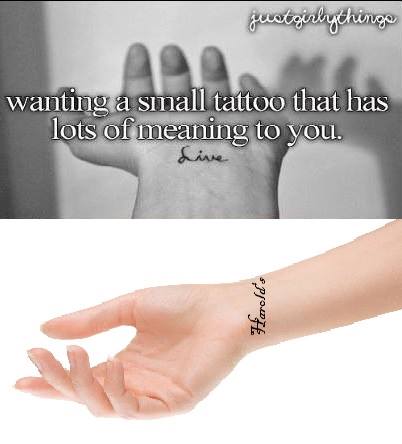 justgirlythings
wanting a small tattoo that has
lots of meaning to you.
Live
Harold's